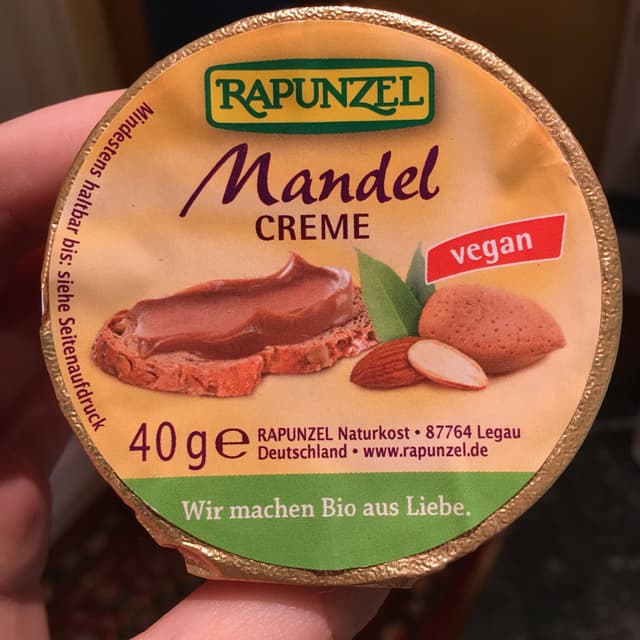 RAPUNZEL
Mandel
CREME
vegan
Mindestens haltbar bis: siehe Seitenaufdruck
40 g e
RAPUNZEL Naturkost • 87764 Legau
Deutschland • www.rapunzel.de
Wir machen Bio aus Liebe.